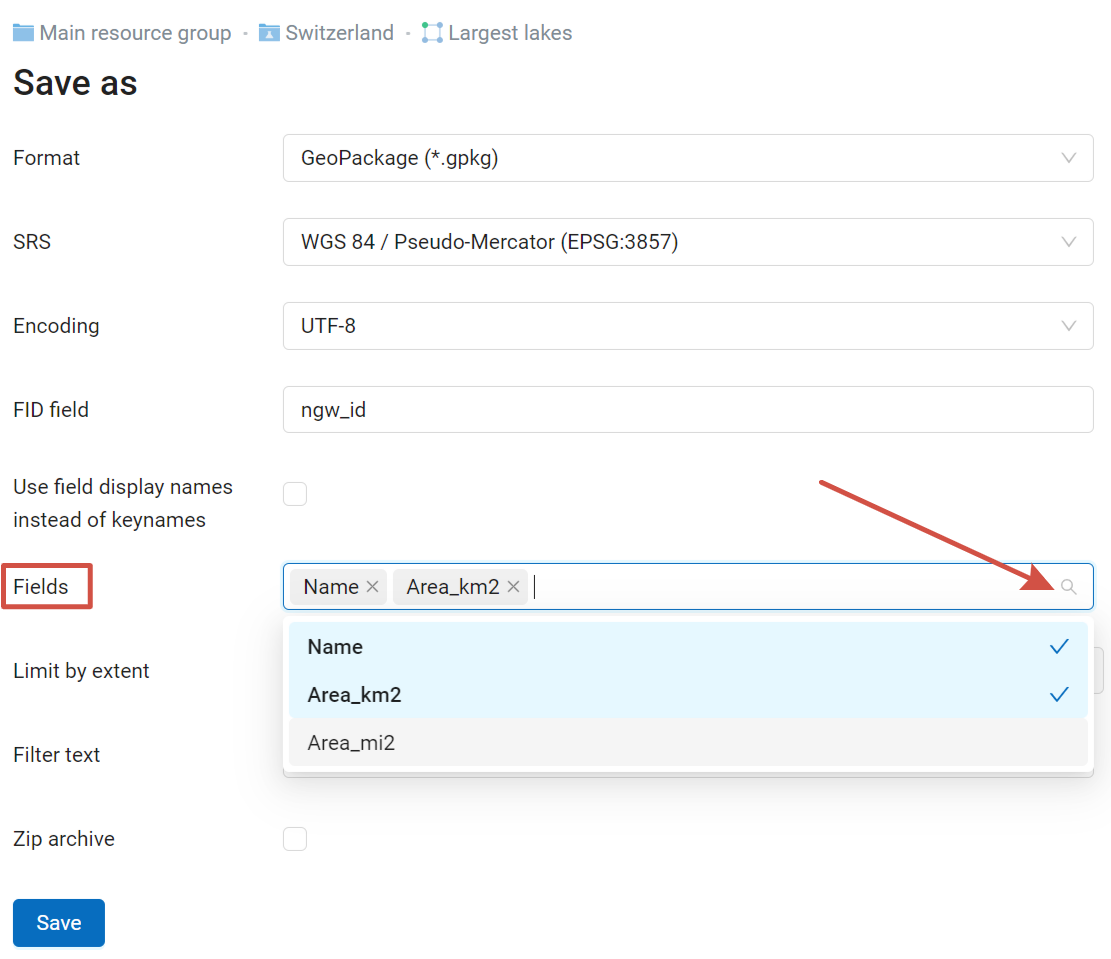 Main resource group · Switzerland · Largest lakes
Save as
Format GeoPackage (*.gpkg)
SRS WGS 84 / Pseudo-Mercator (EPSG:3857)
Encoding UTF-8
FID field ngw_id
Use field display names
instead of keynames
Fields Name Area_km2
Name
Limit by extent
Area_km2
Area_mi2
Filter text
Zip archive
Save